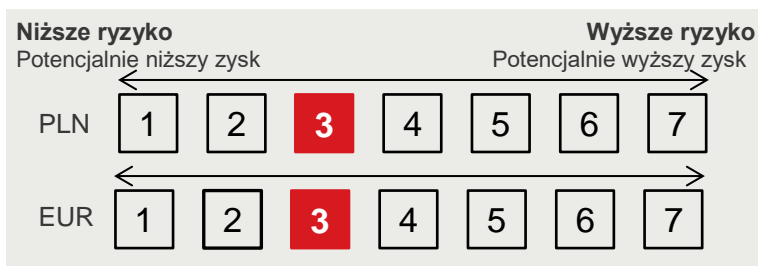 Niższe ryzyko Wyższe ryzyko
Potencjalnie niższy zysk Potencjalnie wyższy zysk
PLN 1 2 3 4 5 6 7
EUR 1 2 3 4 5 6 7